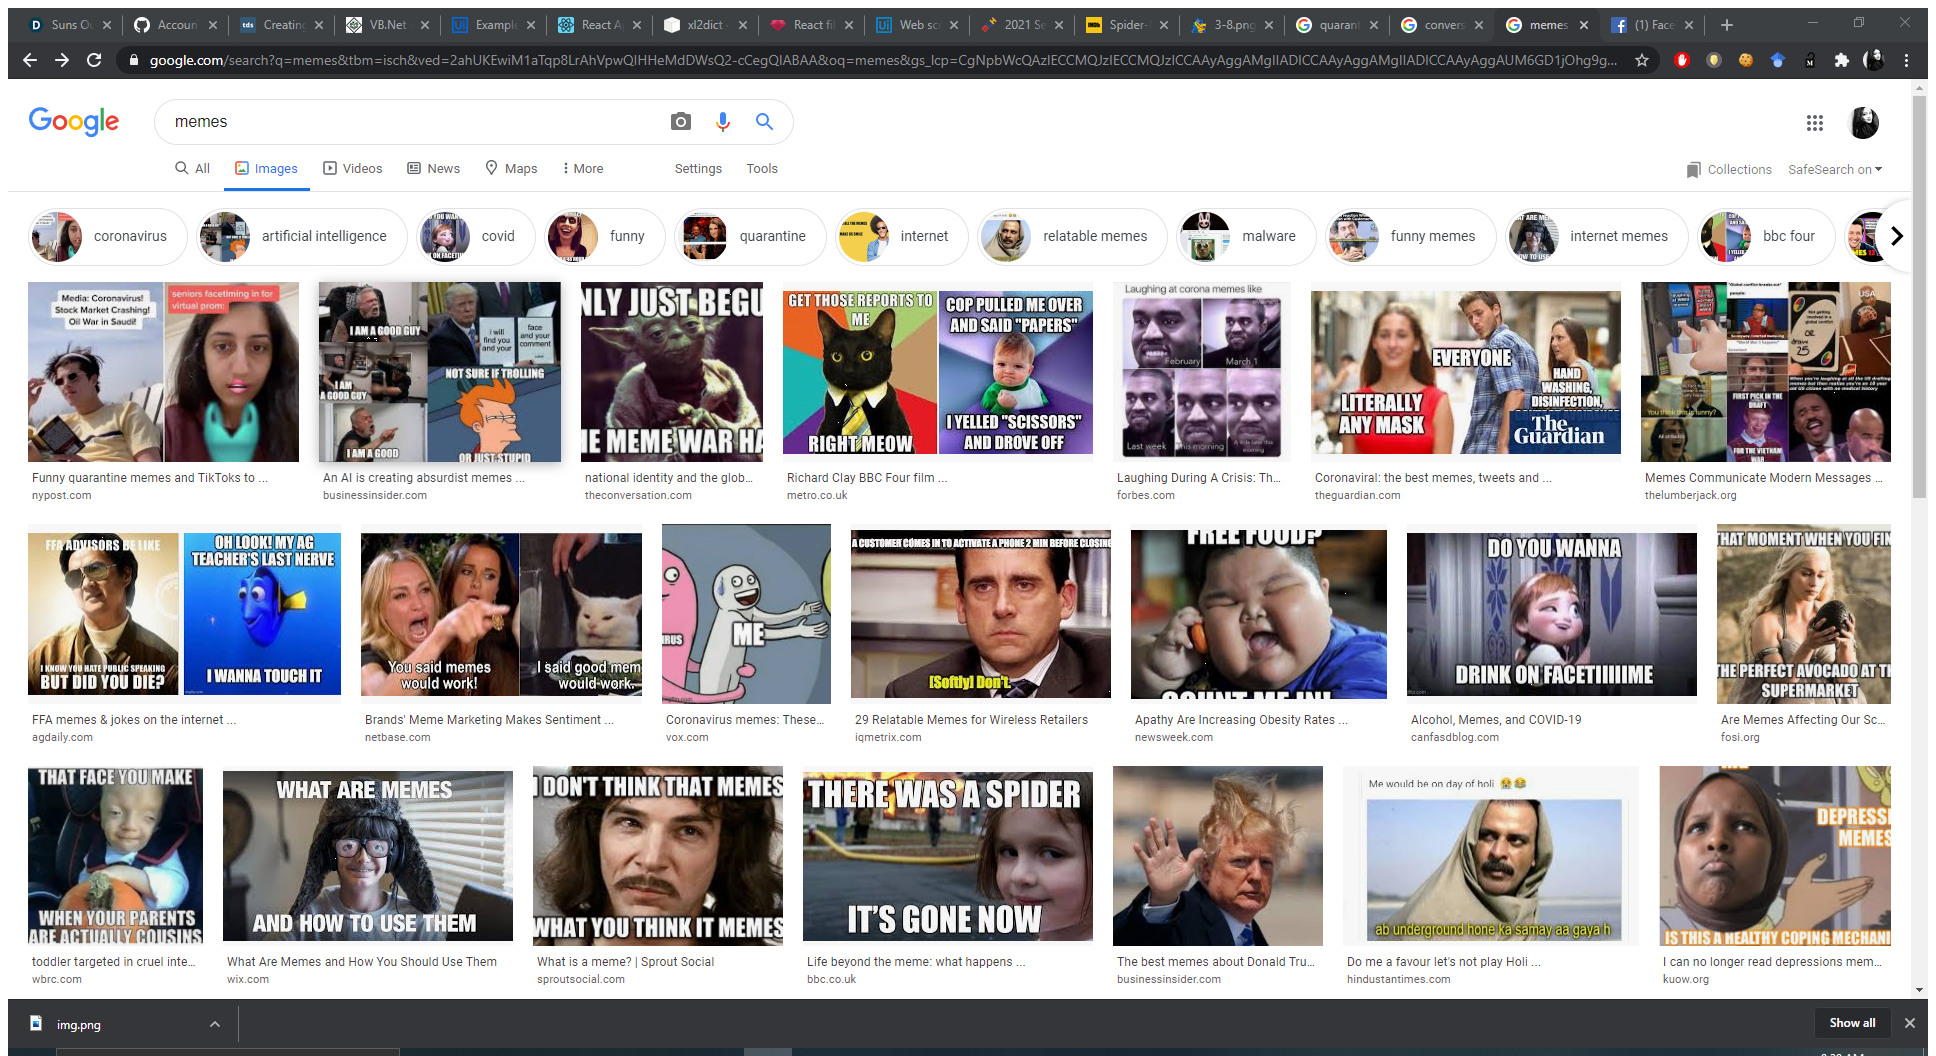 Suns O
Accoun
Creating
VB.Net
Example
React A
xl2dict
React fil
Web sc
2021 Se
Spider-
3-8.png
quarant
convers
memes
(1) Face
google.com/search?q=memes&tbm=isch&ved=2ahUKEwiM1aTqp8LrAhVpwQIHHeMdDWsQ2-cCegQIABAA&oq=memes&gs_lcp=CgNpbWcQAzIECCMQJzIECCMQJzICCAAyAggAMgIIADICCAAyAggAMgIIADICCAAyAggAUM6GD1jOhg9g...
Google
memes
All
Images
Videos
News
Maps
More
Settings
Tools
Collections
SafeSearch on
coronavirus
artificial intelligence
covid
funny
quarantine
internet
relatable memes
malware
funny memes
internet memes
bbc four
Media: Coronavirus!
Stock Market Crashing!
Oil War in Saudi!
seniors facetiming in for
virtual prom:
I AM A GOOD GUY
I AM
A GOOD GUY
I AM A GOOD
i will
find you
and your
face
and your
comment
NOT SURE IF TROLLING
OR JUST STUPID
NLY JUST BEGU
HE MEME WAR HA
GET THOSE REPORTS TO
ME
RIGHT MEOW
COP PULLED ME OVER
AND SAID "PAPERS"
I YELLED "SCISSORS"
AND DROVE OFF
Laughing at corona memes like
February
March 1
Last week
This morning
EVERYONE
LITERALLY
ANY MASK
HAND
WASHING,
DISINFECTION,
The
Guardian
USA
OR
draw
25
You think this is funny?
FIRST PICK IN THE
DRAFT
FOR THE VIETNAM
WAR
Funny quarantine memes and TikToks to ...
nypost.com
An AI is creating absurdist memes ...
businessinsider.com
national identity and the glob...
theconversation.com
Richard Clay BBC Four film ...
metro.co.uk
Laughing During A Crisis: Th...
forbes.com
Coronaviral: the best memes, tweets and ...
theguardian.com
Memes Communicate Modern Messages ...
thelumberjack.org
FFA ADVISORS BE LIKE
I KNOW YOU HATE PUBLIC SPEAKING
BUT DID YOU DIE?
OH LOOK! MY AG
TEACHER'S LAST NERVE
I WANNA TOUCH IT
You said memes
would work!
I said good mem
would work.
RUS
ME
A CUSTOMER COMES IN TO ACTIVATE A PHONE 2 MIN BEFORE CLOSING
[Softly] Don't.
FREE FOOD?
COUNT ME IN!
DO YOU WANNA
DRINK ON FACETIIIIIME
THAT MOMENT WHEN YOU FIN
THE PERFECT AVOCADO AT TH
SUPERMARKET
FFA memes & jokes on the internet ...
agdaily.com
Brands' Meme Marketing Makes Sentiment ...
netbase.com
Coronavirus memes: These...
vox.com
29 Relatable Memes for Wireless Retailers
iqmetrix.com
Apathy Are Increasing Obesity Rates ...
newsweek.com
Alcohol, Memes, and COVID-19
canfasdblog.com
Are Memes Affecting Our Sc...
fosi.org
THAT FACE YOU MAKE
WHEN YOUR PARENTS
ARE ACTUALLY COUSINS
WHAT ARE MEMES
AND HOW TO USE THEM
I DON'T THINK THAT MEMES
WHAT YOU THINK IT MEMES
THERE WAS A SPIDER
IT'S GONE NOW
Me would be on day of holi
ab underground hone ka samay aa gaya h
DEPRESSI
MEMES
IS THIS A HEALTHY COPING MECHANI
toddler targeted in cruel inte...
wbrc.com
What Are Memes and How You Should Use Them
wix.com
What is a meme? | Sprout Social
sproutsocial.com
Life beyond the meme: what happens ...
bbc.co.uk
The best memes about Donald Tru...
businessinsider.com
Do me a favour let's not play Holi ...
hindustantimes.com
I can no longer read depressions mem...
kuow.org
img.png
Show all